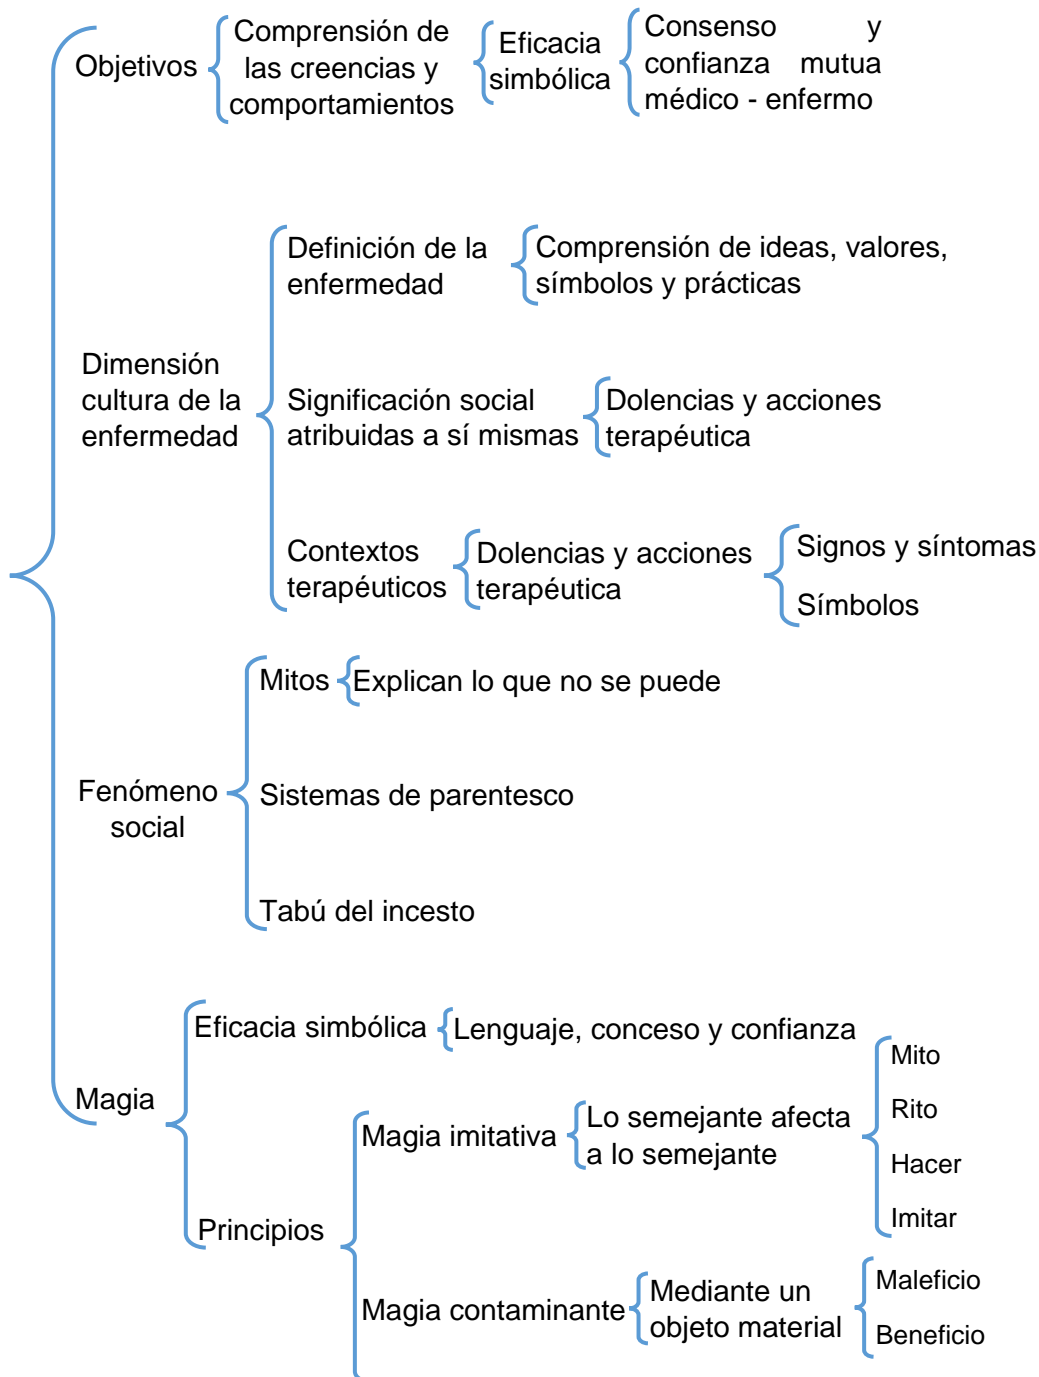 Objetivos
Comprensión de
las creencias y
comportamientos
Eficacia
simbólica
Consenso y
confianza mutua
médico - enfermo
Dimensión
cultura de la
enfermedad
Definición de la
enfermedad
Comprensión de ideas, valores,
símbolos y prácticas
Significación social
atribuidas a sí mismas
Dolencias y acciones
terapéutica
Contextos
terapéuticos
Dolencias y acciones
terapéutica
Signos y síntomas
Símbolos
Fenómeno
social
Mitos
Explican lo que no se puede
Sistemas de parentesco
Tabú del incesto
Magia
Eficacia simbólica
Lenguaje, conceso y confianza
Principios
Magia imitativa
Lo semejante afecta
a lo semejante
Mito
Rito
Hacer
Imitar
Magia contaminante
Mediante un
objeto material
Maleficio
Beneficio